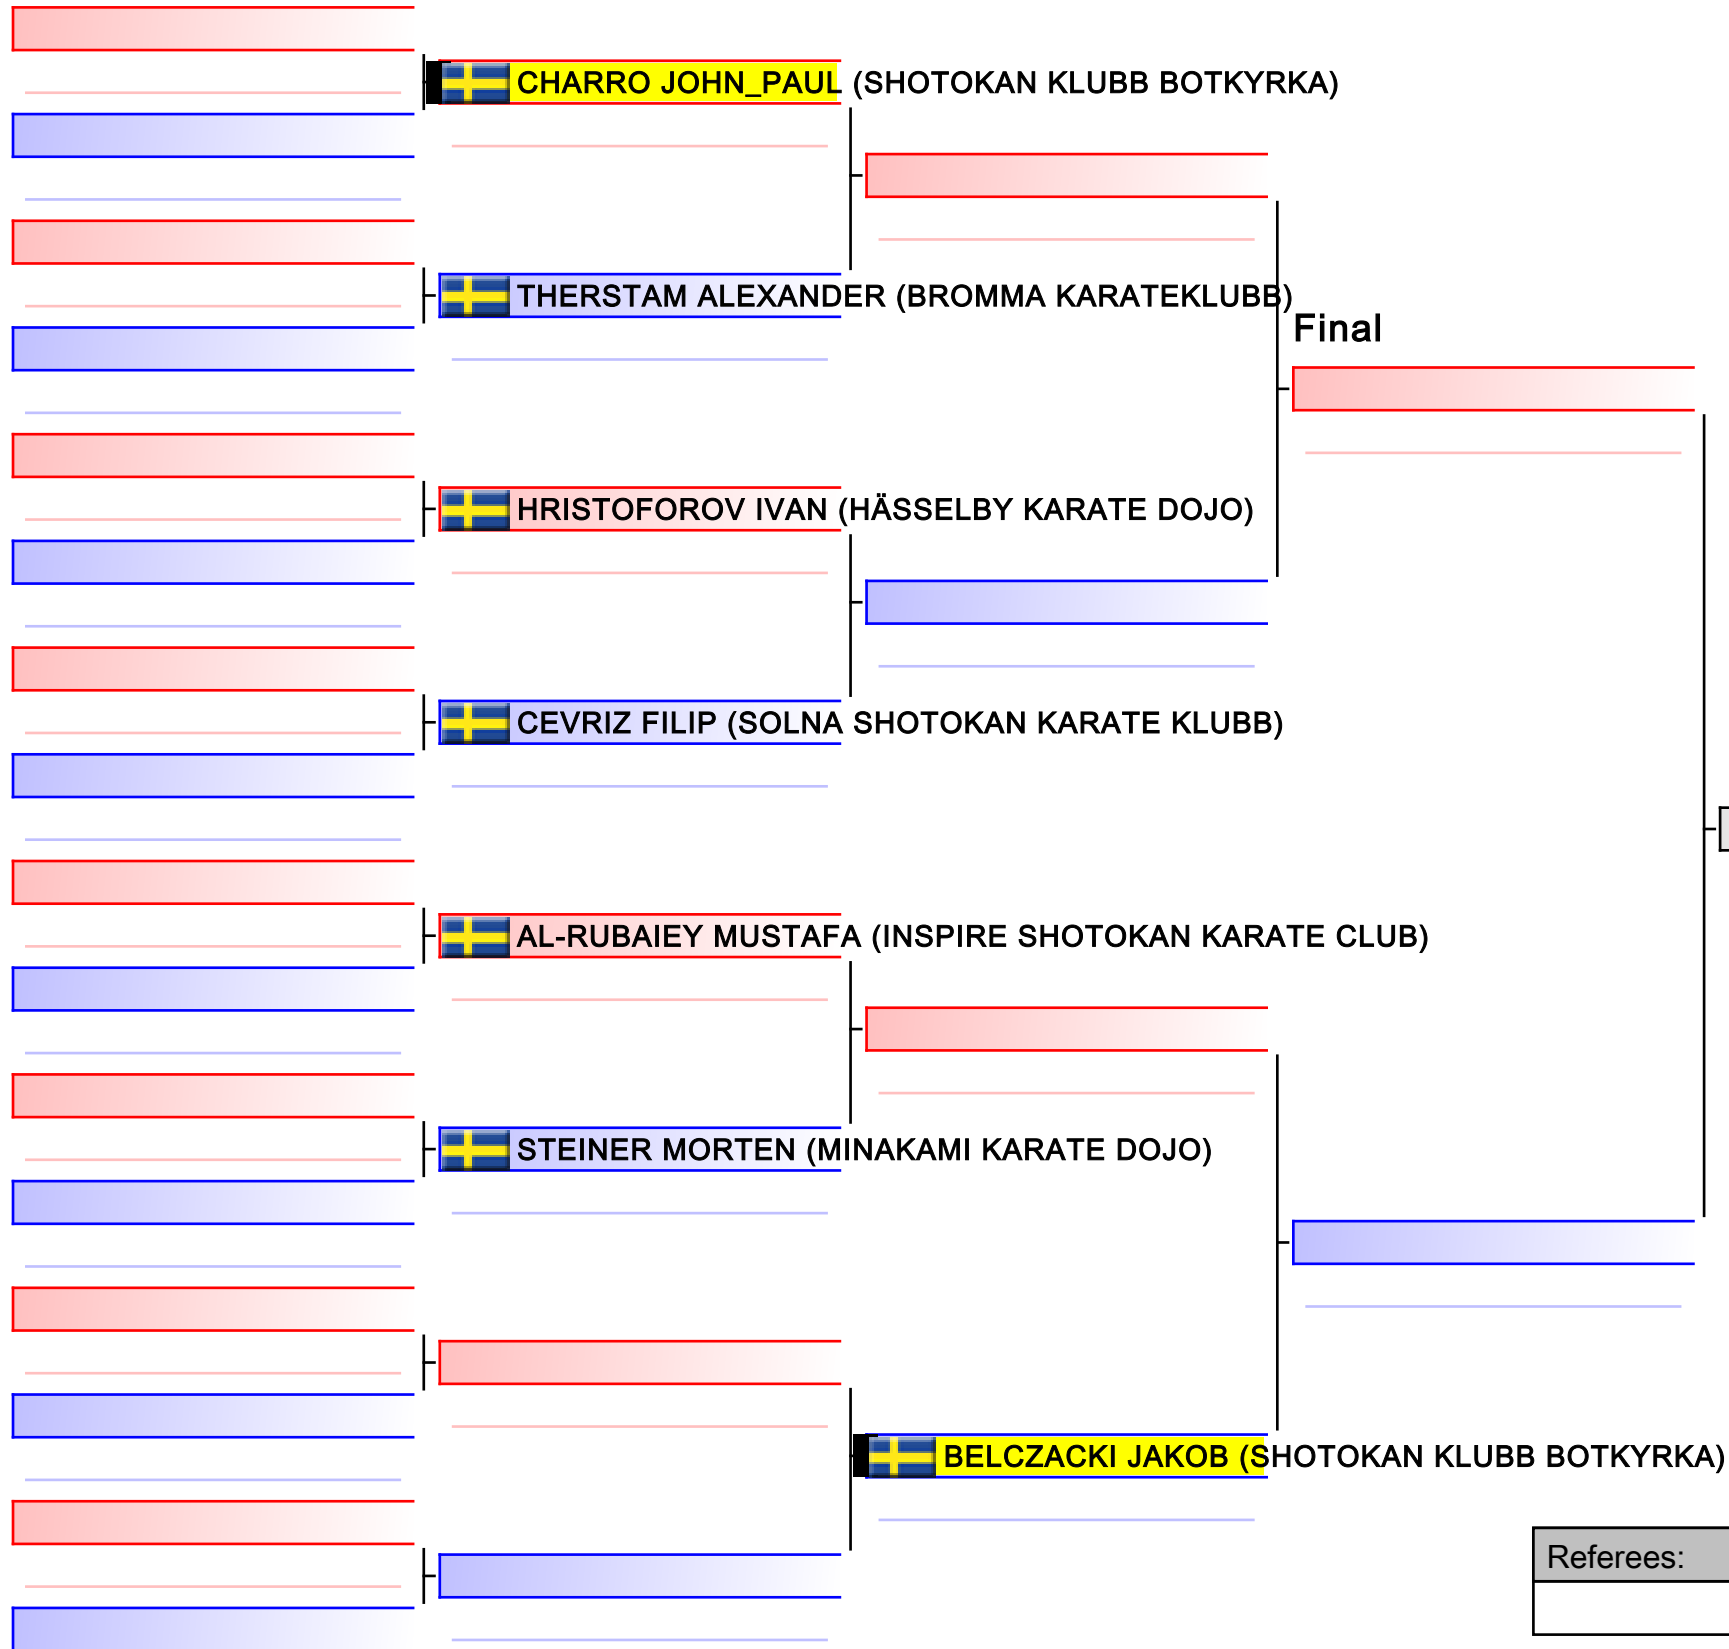 CHARRO JOHN_PAUL (SHOTOKAN KLUBB BOTKYRKA)
THERSTAM ALEXANDER (BROMMA KARATEKLUBB)
Final
HRISTOFOROV IVAN (HÄSSELBY KARATE DOJO)
CEVRIZ FILIP (SOLNA SHOTOKAN KARATE KLUBB)
AL-RUBAIEY MUSTAFA (INSPIRE SHOTOKAN KARATE CLUB)
STEINER MORTEN (MINAKAMI KARATE DOJO)
BELCZACKI JAKOB (SHOTOKAN KLUBB BOTKYRKA)
Referees: